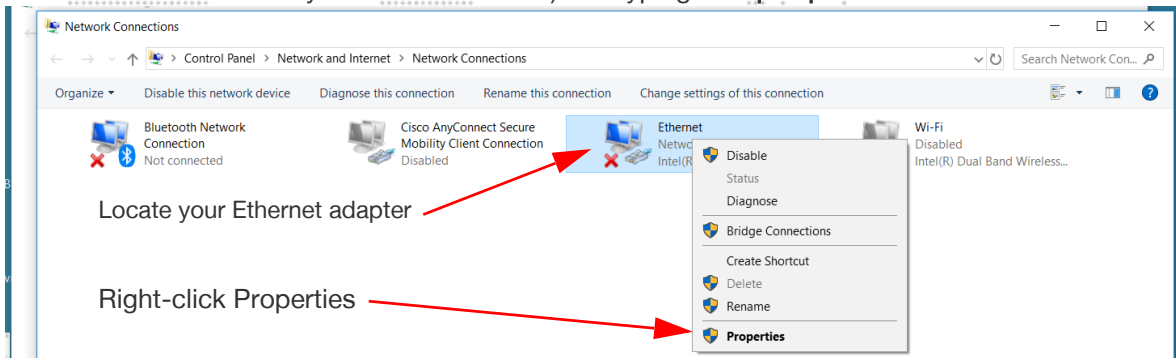 Network Connections
Control Panel > Network and Internet > Network Connections
Search Network Con...
Organize
Disable this network device
Diagnose this connection
Rename this connection
Change settings of this connection
Bluetooth Network
Connection
Not connected
Cisco AnyConnect Secure
Mobility Client Connection
Disabled
Ethernet
Netwo
Intel(R
Wi-Fi
Disabled
Intel(R) Dual Band Wireless...
Disable
Status
Diagnose
Bridge Connections
Create Shortcut
Delete
Rename
Properties
Locate your Ethernet adapter
Right-click Properties